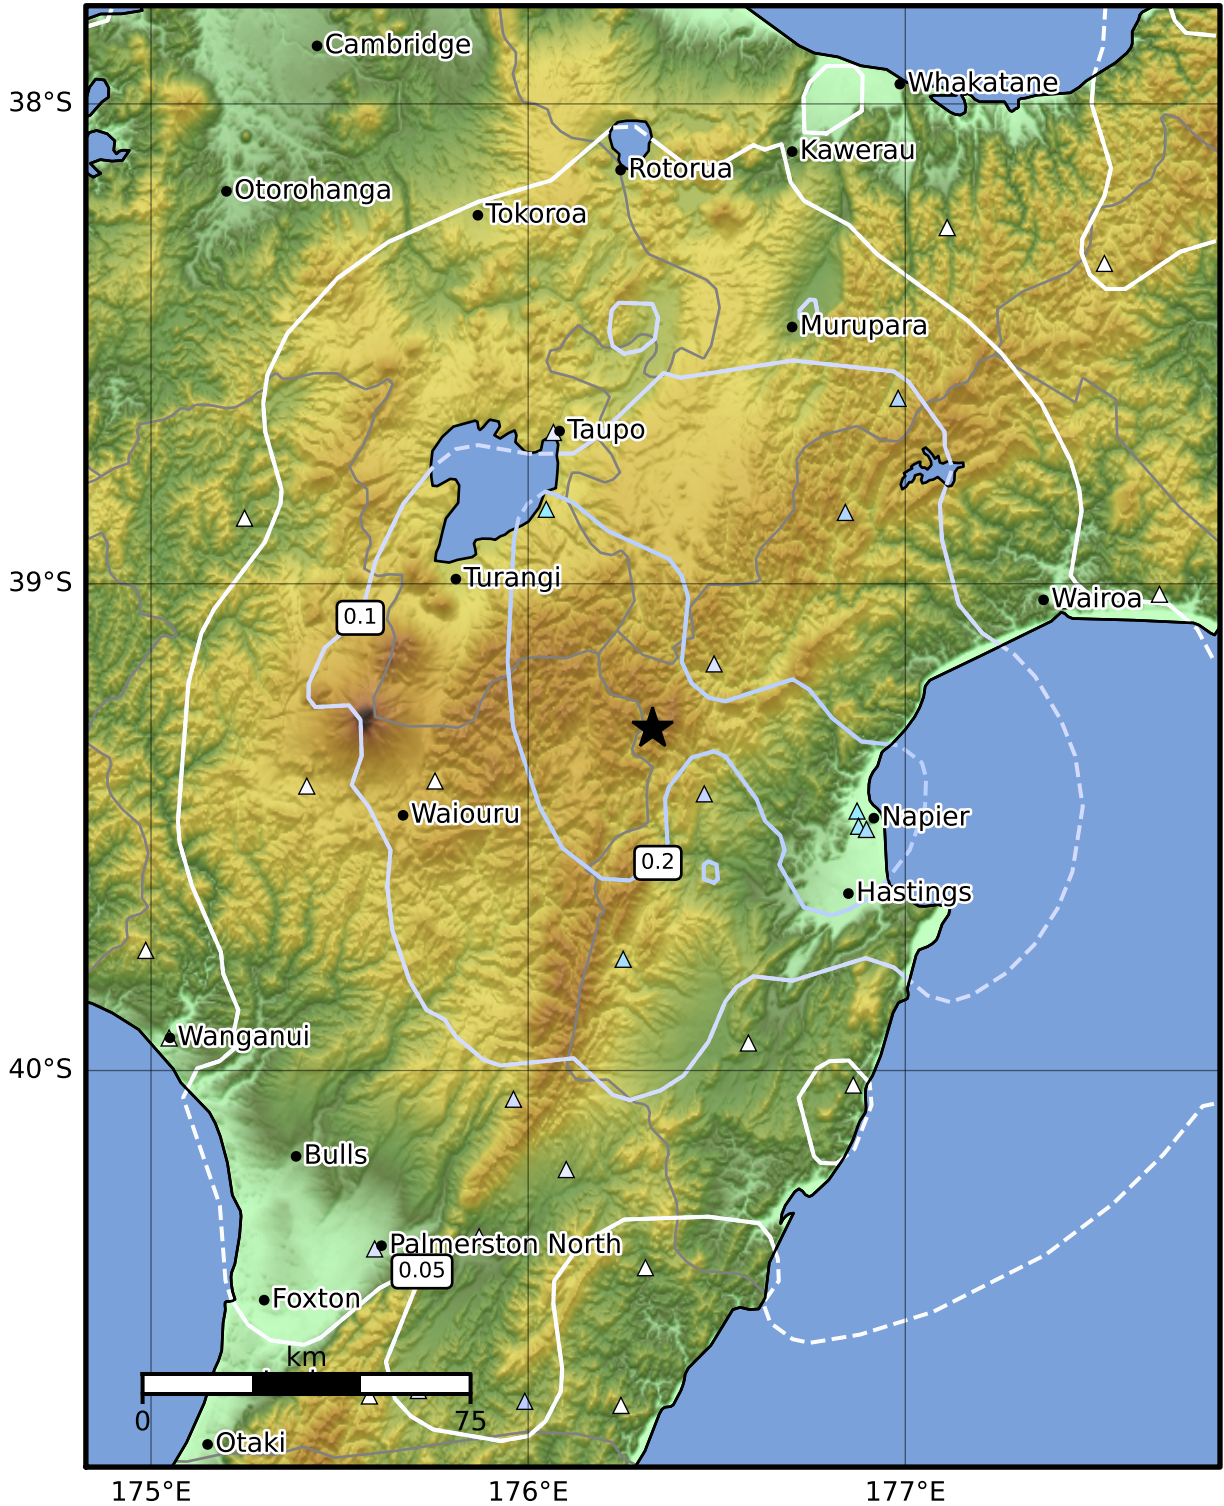 Cambridge
Whakatane
38°S
Kawerau
Rotorua
Otorohanga
Tokoroa
Murupara
Taupo
Turangi
39°S
Wairoa
0.1
Waiouru
Napier
0.2
Hastings
Wanganui
40°S
Bulls
Palmerston North
0.05
Foxton
km
0
75
Otaki
175°E
176°E
177°E